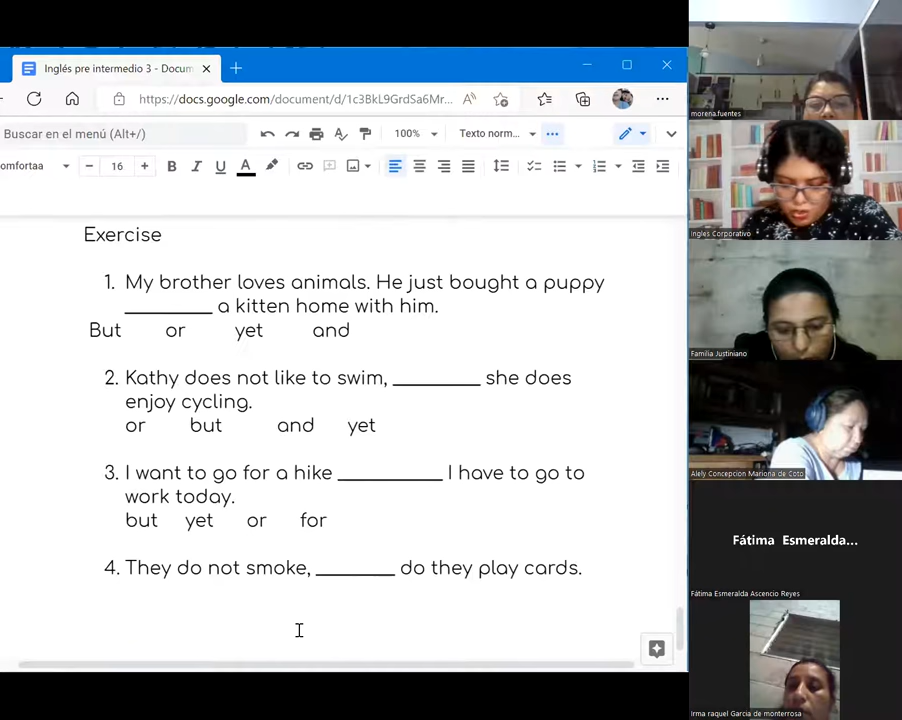 Inglés pre intermedio 3 - Docum
https://docs.google.com/document/d/1c3BkL9GrdSa6Mr...
Buscar en el menú (Alt+/)
100%
Texto norm...
omfortaa
16
B I U A
Exercise
1. My brother loves animals. He just bought a puppy
________ a kitten home with him.
But or yet and
2. Kathy does not like to swim, ________ she does
enjoy cycling.
or but and yet
3. I want to go for a hike __________ I have to go to
work today.
but yet or for
4. They do not smoke, ________ do they play cards.
morena.fuentes
Ingles Corporativo
Familia Justiniano
Alely Concepcion Mariona de Coto
Fátima Esmeralda...
Fátima Esmeralda Ascencio Reyes
Irma raquel Garcia de monterrosa